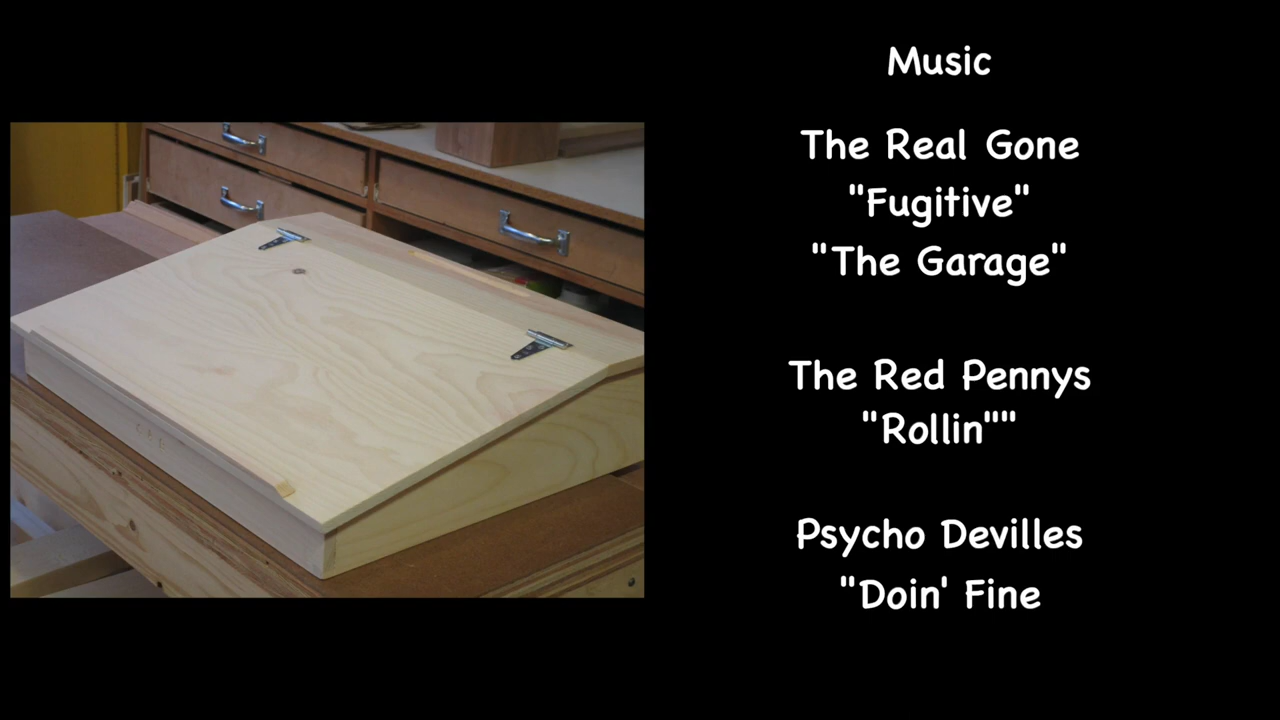 Music
The Real Gone
"Fugitive"
"The Garage"
The Red Pennys
"Rollin""
Psycho Devilles
"Doin' Fine